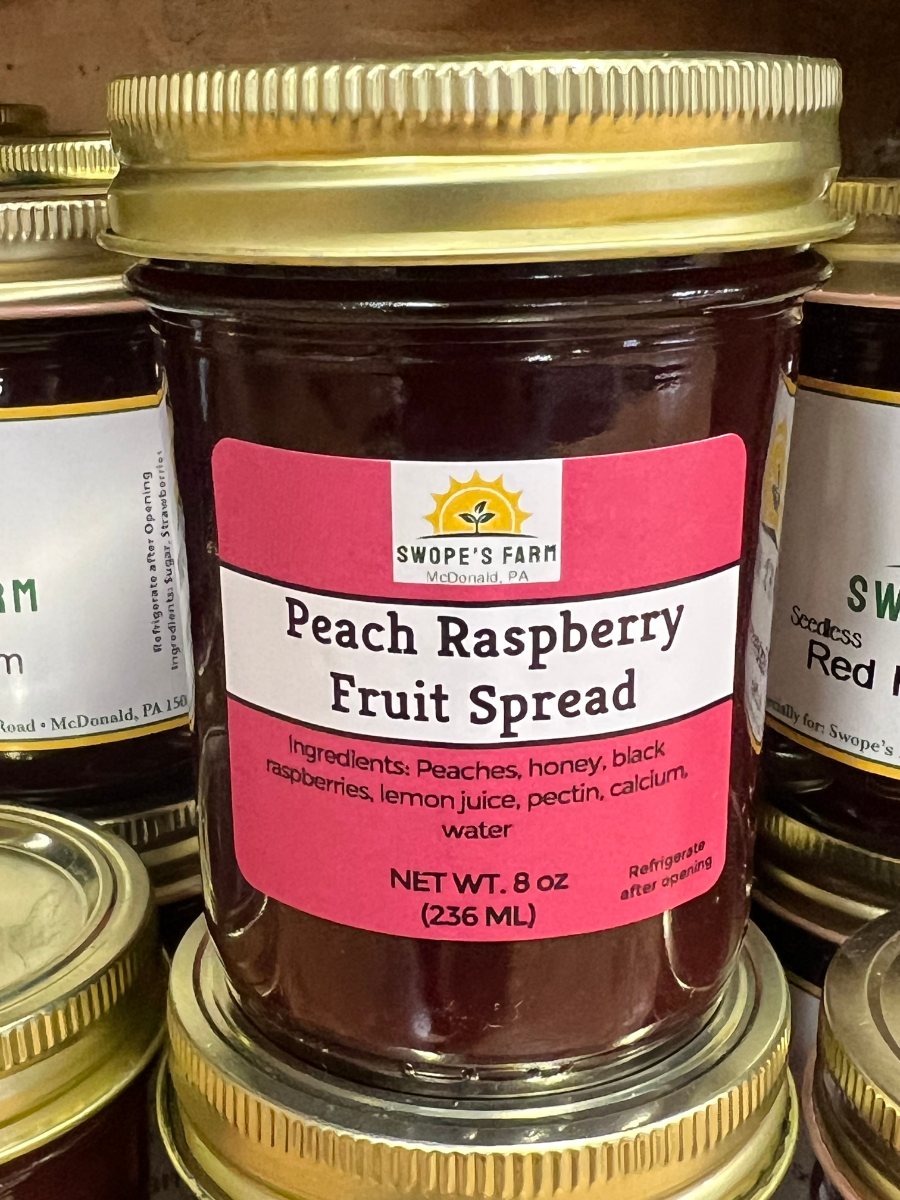 SWOPE'S FARM
McDonald, PA
Peach Raspberry
Fruit Spread
Ingredients: Peaches, honey, black
raspberries, lemon juice, pectin, calcium,
water
NET WT. 8 OZ
(236 ML)
Refrigerate
after opening
Refrigerate after Opening
Ingredients: Sugar, Strawberries
RM
m
Road • McDonald, PA 150
SW
Seedless
Red
for: Swope's